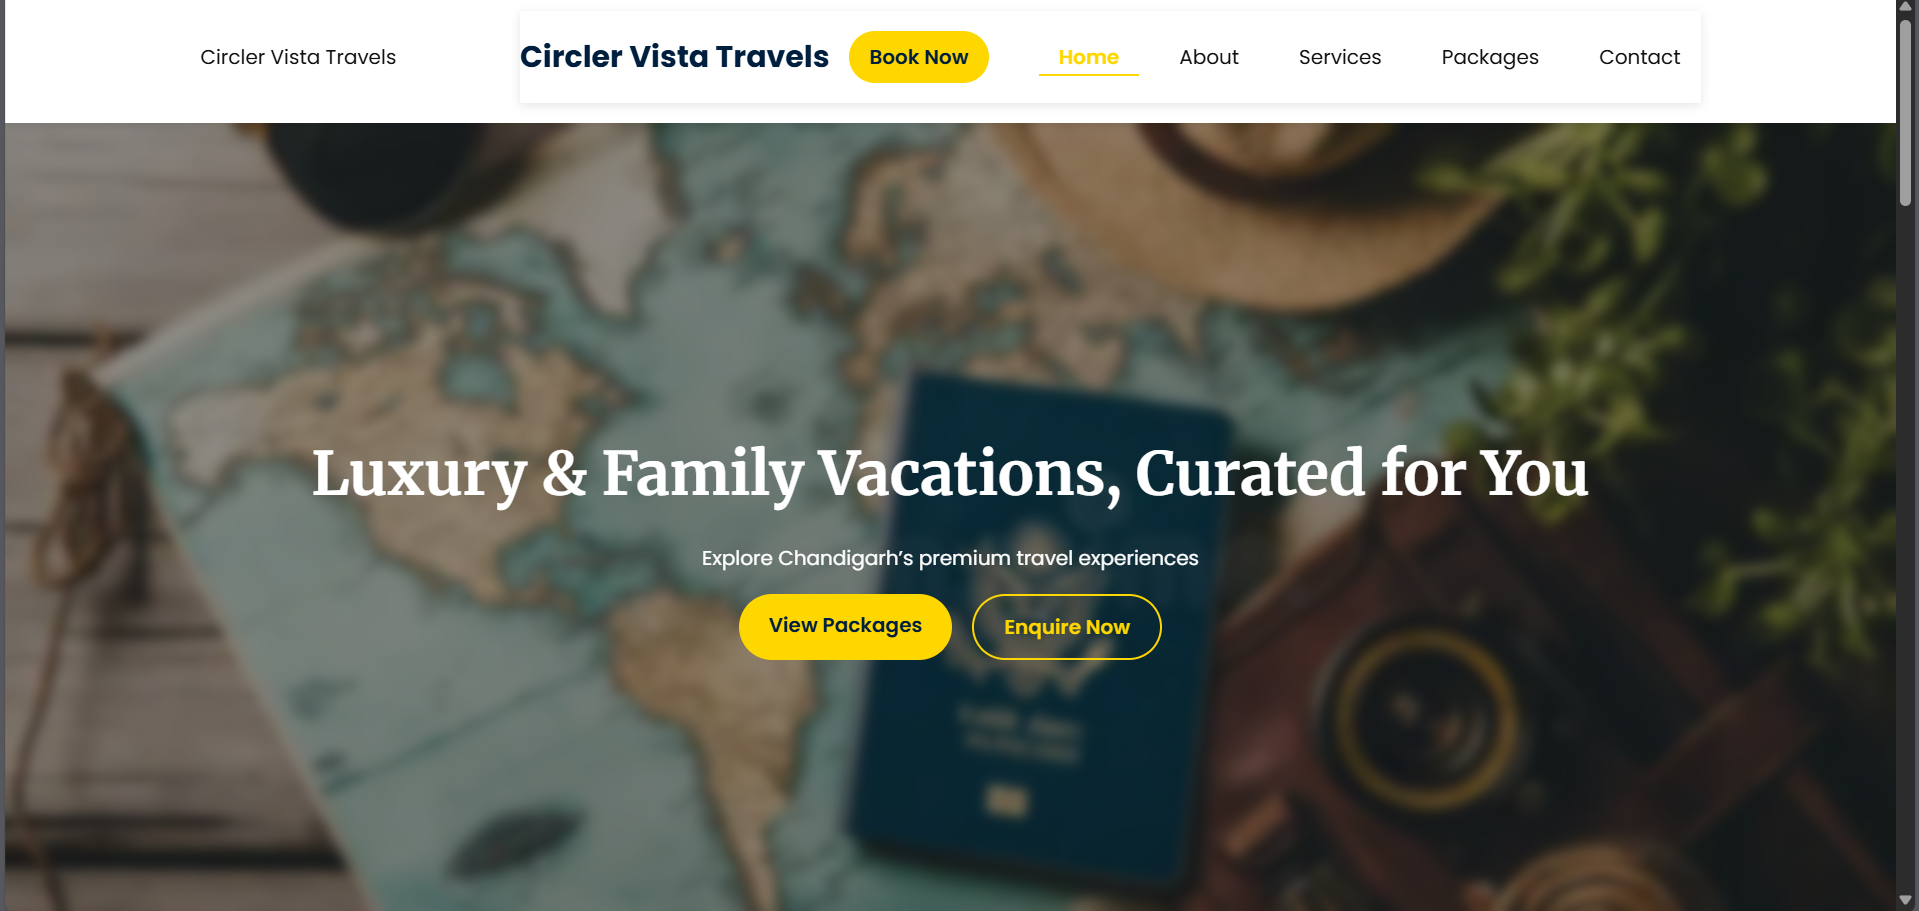 Circler Vista Travels
Circler Vista Travels Book Now Home About Services Packages Contact
Luxury & Family Vacations, Curated for You
Explore Chandigarh’s premium travel experiences
View Packages Enquire Now